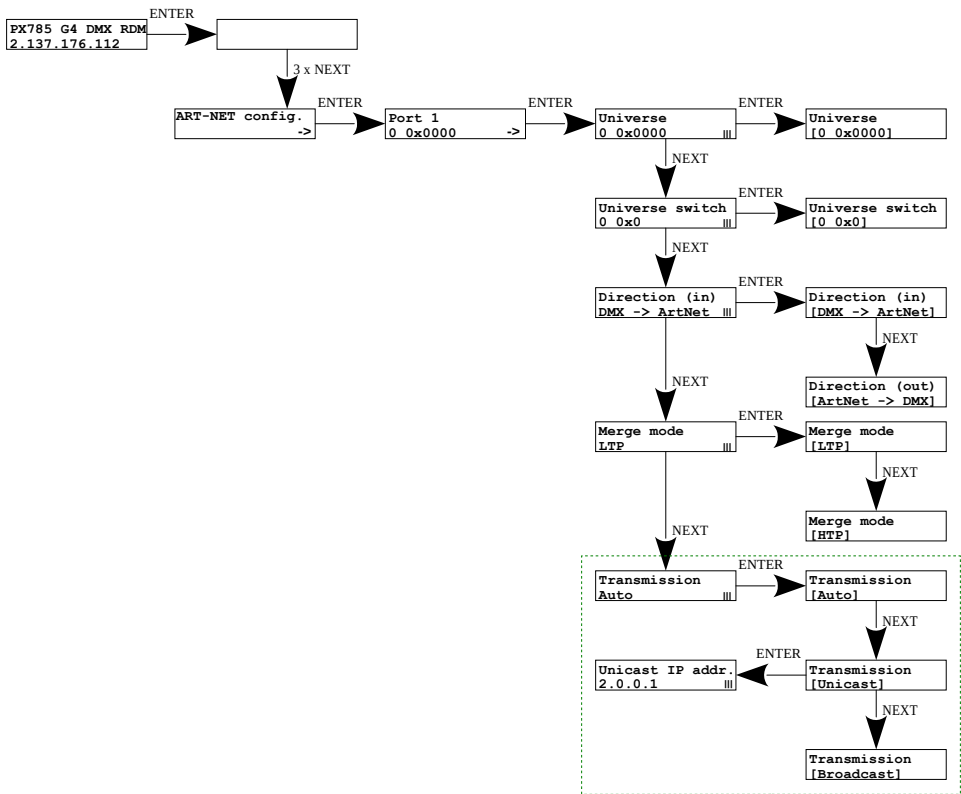 ENTER
PX785 G4 DMX RDM
2.137.176.112
3 x NEXT
ART-NET config.
->
ENTER
Port 1
0 0x0000 ->
ENTER
Universe
0 0x0000
ENTER
Universe
[0 0x0000]
NEXT
Universe switch
0 0x0
ENTER
Universe switch
[0 0x0]
NEXT
Direction (in)
DMX -> ArtNet
ENTER
Direction (in)
[DMX -> ArtNet]
NEXT
Direction (out)
[ArtNet -> DMX]
NEXT
Merge mode
LTP
ENTER
Merge mode
[LTP]
NEXT
Merge mode
[HTP]
NEXT
Transmission
Auto
ENTER
Transmission
[Auto]
NEXT
Transmission
[Unicast]
ENTER
Unicast IP addr.
2.0.0.1
NEXT
Transmission
[Broadcast]